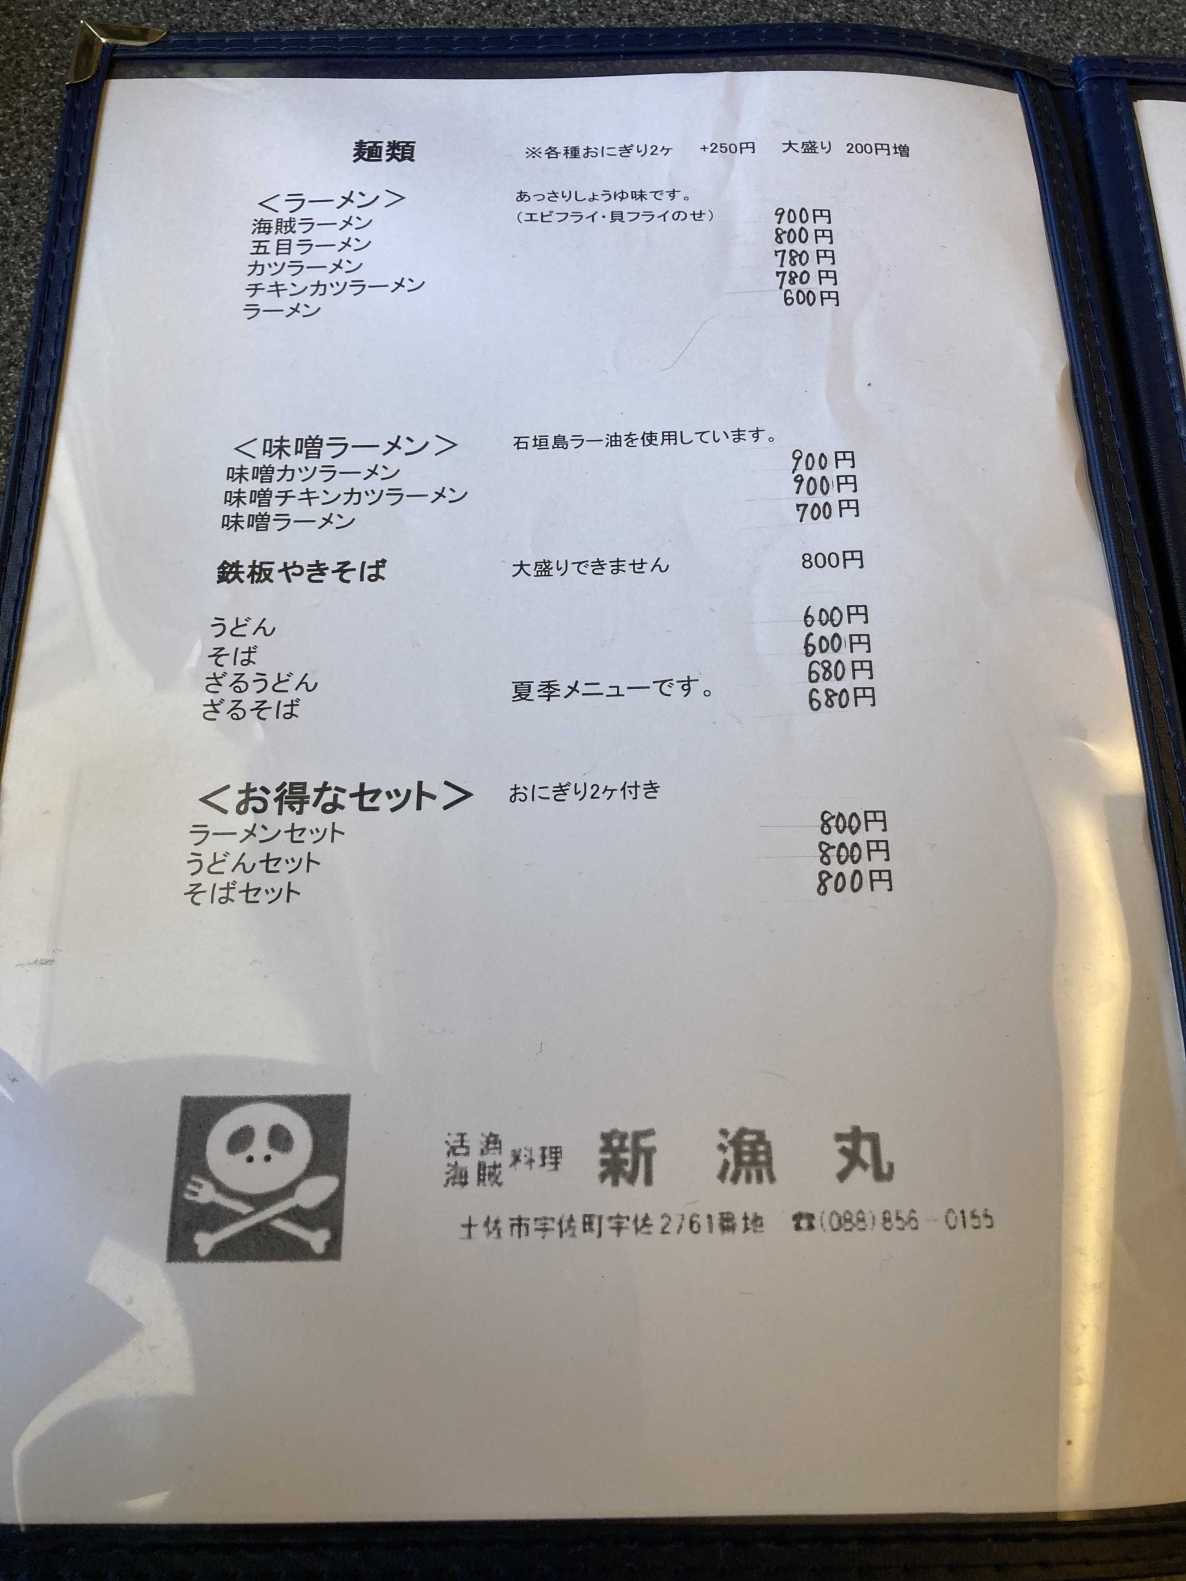 麺類 ※各種おにぎり2ヶ +250円 大盛り 200円増
＜ラーメン＞ あっさりしょうゆ味です。
海賊ラーメン （エビフライ・貝フライのせ） 900円
五目ラーメン 800円
カツラーメン 780円
チキンカツラーメン 780円
ラーメン 600円
＜味噌ラーメン＞ 石垣島ラー油を使用しています。
味噌カツラーメン 900円
味噌チキンカツラーメン 900円
味噌ラーメン 700円
鉄板やきそば 大盛りできません 800円
うどん 600円
そば 600円
ざるうどん 680円
ざるそば 夏季メニューです。 680円
＜お得なセット＞ おにぎり2ヶ付き
ラーメンセット 800円
うどんセット 800円
そばセット 800円
活漁海賊料理 新漁丸
土佐市宇佐町宇佐2761番地 ☎(088)856-0155